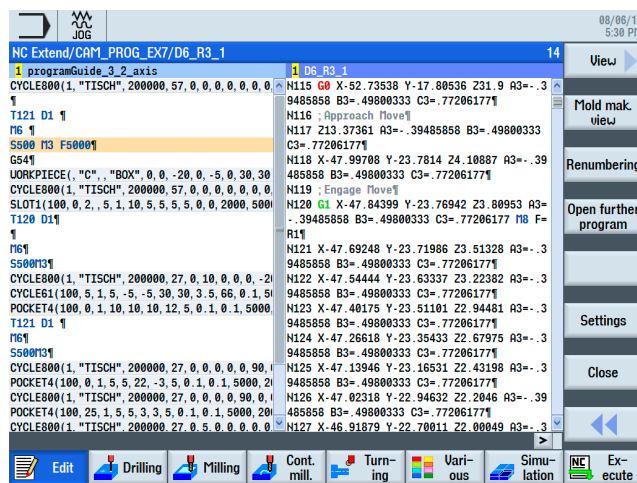 JOG
08/06/1
5:30 PM
NC Extend/CAM_PROG_EX7/D6_R3_1 14
1 programGuide_3_2_axis
CYCLE800(1,"TISCH",200000,57,0,0,0,0,0,0,0,
¶
T121 D1 ¶
M6 ¶
S500 M3 F5000¶
G54¶
WORKPIECE(,"C",,"BOX",0,0,-20,0,-5,0,30,30
CYCLE800(1,"TISCH",200000,57,0,0,0,0,0,0,0,
SLOT1(100,0,2,,5,1,10,5,5,5,5,0,0,2000,500
T120 D1¶
¶
M6¶
S500M3¶
CYCLE800(1,"TISCH",200000,27,0,10,0,0,0,-2
CYCLE61(100,5,1,5,-5,-5,30,30,3.5,66,0.1,5
POCKET4(100,0,1,10,10,10,12,5,0.1,0.1,5000,
T121 D1 ¶
M6¶
S5500M3¶
CYCLE800(1,"TISCH",200000,27,0,0,0,0,90,
POCKET4(100,0,1,5,5,22,-3,5,0.1,0.1,5000,2
CYCLE800(1,"TISCH",200000,27,0,0,0,0,90,0,
POCKET4(100,25,1,5,5,3,3,5,0.1,0.1,5000,20
CYCLE800(1,"TISCH",200000,27,0,5,0,0,0,0,0
1 D6_R3_1
N115 G0 X-52.73538 Y-17.80536 Z31.9 A3=-.3
9485858 B3=.49800333 C3=.77206177¶
N116 ;Approach Move¶
N117 Z13.37361 A3=-.39485858 B3=.49800333
C3=.77206177¶
N118 X-47.99708 Y-23.7814 Z4.10887 A3=-.39
485858 B3=.49800333 C3=.77206177¶
N119 ;Engage Move¶
N120 G1 X-47.84399 Y-23.76942 Z3.80953 A3=
-.39485858 B3=.49800333 C3=.77206177 M8 F=
R1¶
N121 X-47.69248 Y-23.71986 Z3.51328 A3=-.3
9485858 B3=.49800333 C3=.77206177¶
N122 X-47.54444 Y-23.63337 Z3.22382 A3=-.3
9485858 B3=.49800333 C3=.77206177¶
N123 X-47.40175 Y-23.51101 Z2.94481 A3=-.3
9485858 B3=.49800333 C3=.77206177¶
N124 X-47.26618 Y-23.35433 Z2.67975 A3=-.3
9485858 B3=.49800333 C3=.77206177¶
N125 X-47.13946 Y-23.16531 Z2.43198 A3=-.3
9485858 B3=.49800333 C3=.77206177¶
N126 X-47.02318 Y-22.94632 Z2.2046 A3=-.39
485858 B3=.49800333 C3=.77206177¶
N127 X-46.91879 Y-22.70011 Z2.00049 A3=-.3
View
Mold mak.
view
Renumbering
Open further
program
Settings
Close
Edit
Drilling
Milling
Cont.
mill.
Turn-
ing
Vari-
ous
Simu-
lation
NC
Ex-
ecute